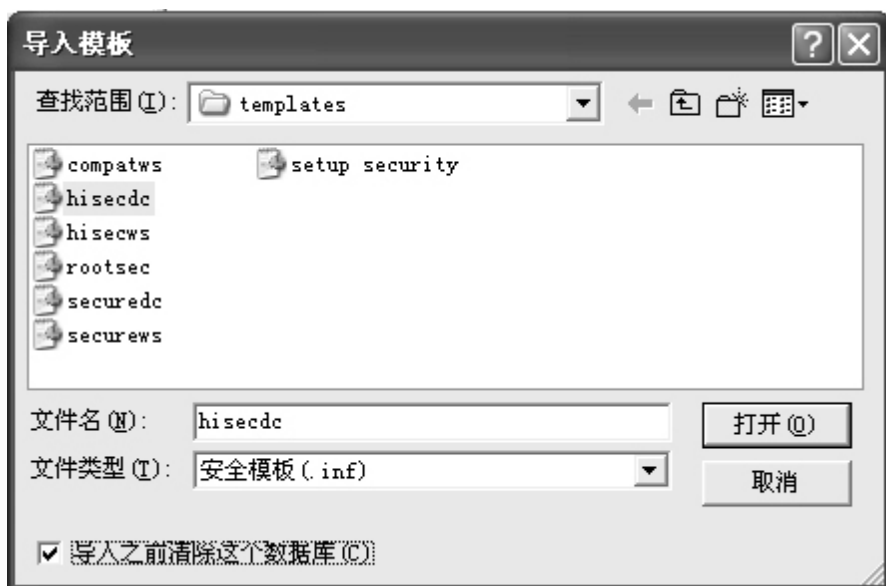 导入模板
查找范围(I): templates
compatws
hisecdc
hisecws
rootsec
securedc
securews
setup security
文件名(N): hisecdc
打开(O)
文件类型(T): 安全模板(.inf)
取消
导入之前清除这个数据库(C)